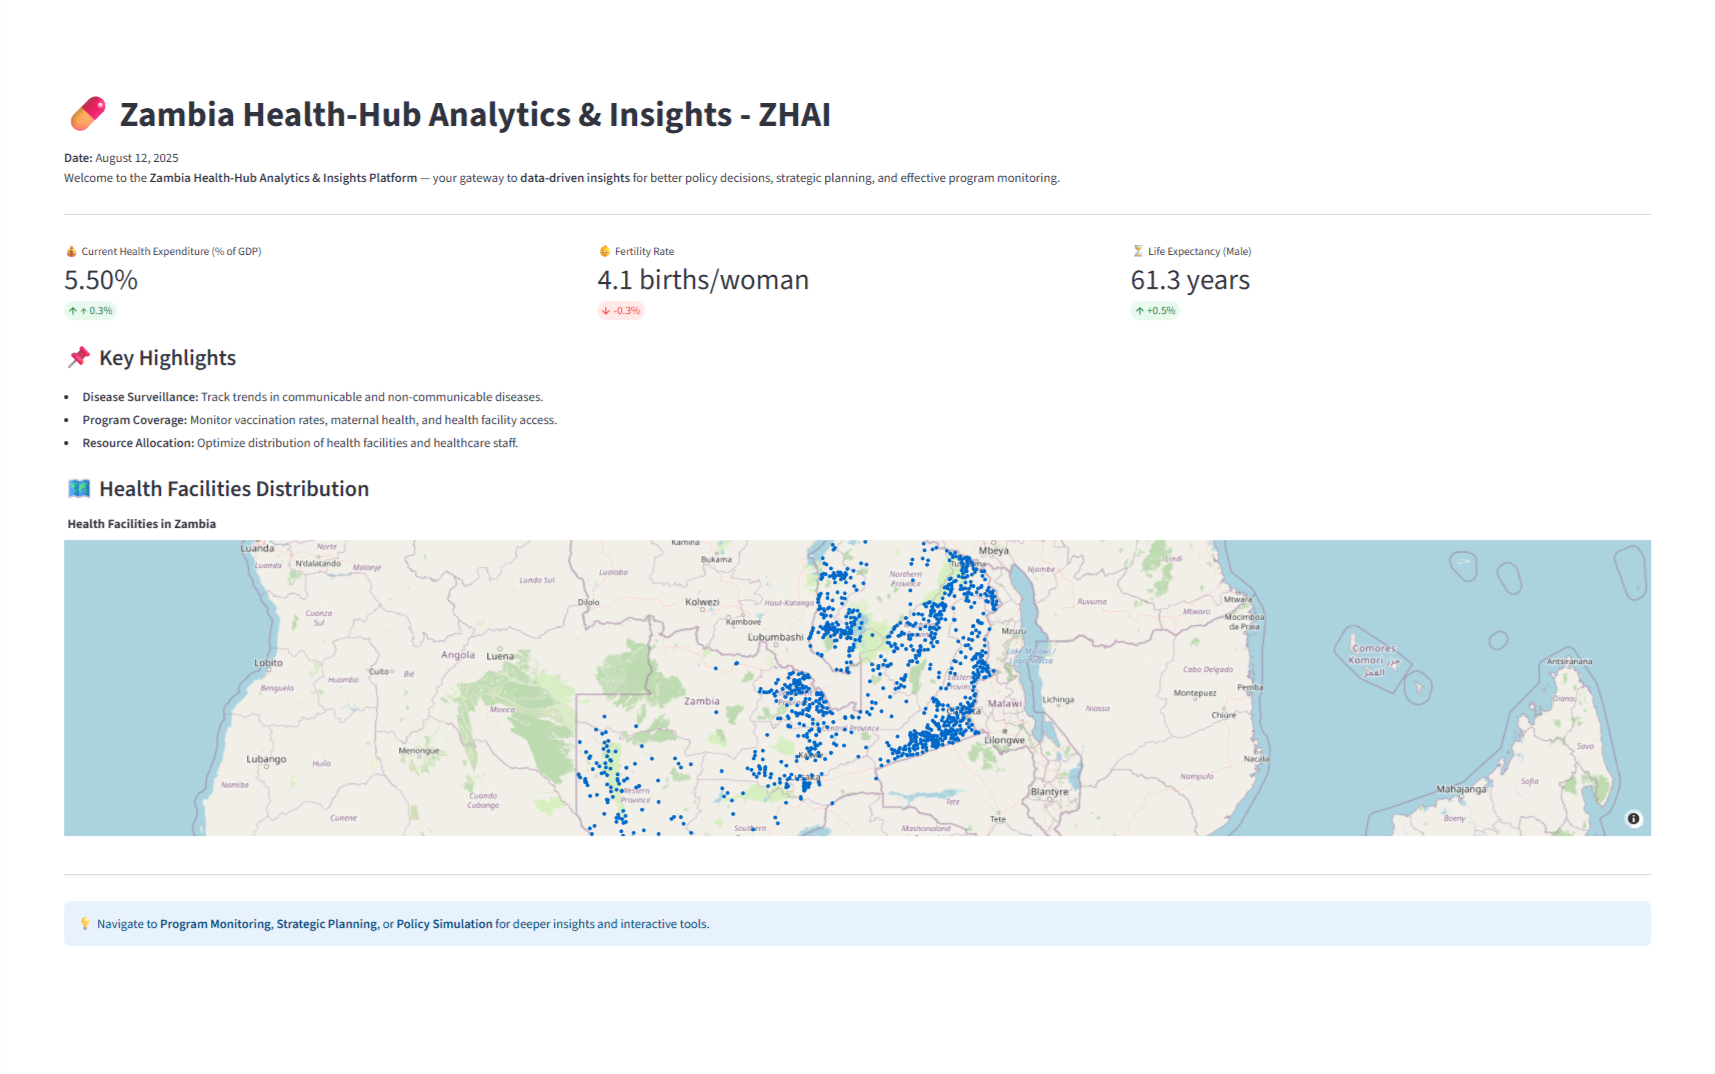 Zambia Health-Hub Analytics & Insights - ZHAI
Date: August 12, 2025
Welcome to the Zambia Health-Hub Analytics & Insights Platform — your gateway to data-driven insights for better policy decisions, strategic planning, and effective program monitoring.
Current Health Expenditure (% of GDP)
5.50%
↑ ↑ 0.3%
Fertility Rate
4.1 births/woman
↓ -0.3%
Life Expectancy (Male)
61.3 years
↑ +0.5%
Key Highlights
• Disease Surveillance: Track trends in communicable and non-communicable diseases.
• Program Coverage: Monitor vaccination rates, maternal health, and health facility access.
• Resource Allocation: Optimize distribution of health facilities and healthcare staff.
Health Facilities Distribution
Health Facilities in Zambia
Luanda
Norte
Luanda
N'dalatando
Malanje
Lunda Sul
Lualaba
Kamina
Bukama
Northern
Province
Mbeya
Njombe
Lindi
Cuanza
Sul
Dilolo
Kolwezi
Haut-Katanga
Kambove
Lubumbashi
Ruvuma
Mtwara
Mtwara
Mocimboa
da Praia
Mzuzu
Lake Malawi /
Lago Niassa
Comores
Komori جزر
القمر
Antsiranana
Lobito
Angola
Luena
Huambo
Cuito
Bié
Benguela
Moxico
Zambia
Central Province
Malawi
Lichinga
Niassa
Cabo Delgado
Montepuez
Pemba
Chiúre
Diana
Lubango
Huíla
Menongue
Namibe
Cuando
Cubango
Cunene
Western
Province
Southern
Lilongwe
Tete
Blantyre
Tete
Mashonaland
Nampula
Nacala
Sava
Sofia
Mahajanga
Boeny
Navigate to Program Monitoring, Strategic Planning, or Policy Simulation for deeper insights and interactive tools.